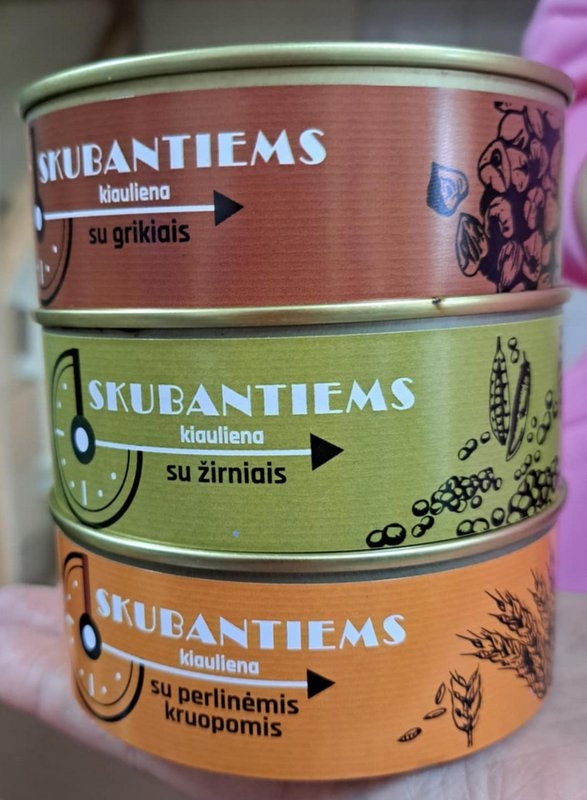 SKUBANTIEMS
kiauliena
su grikiais
SKUBANTIEMS
kiauliena
su žirniais
SKUBANTIEMS
kiauliena
su perlinėmis
kruopomis